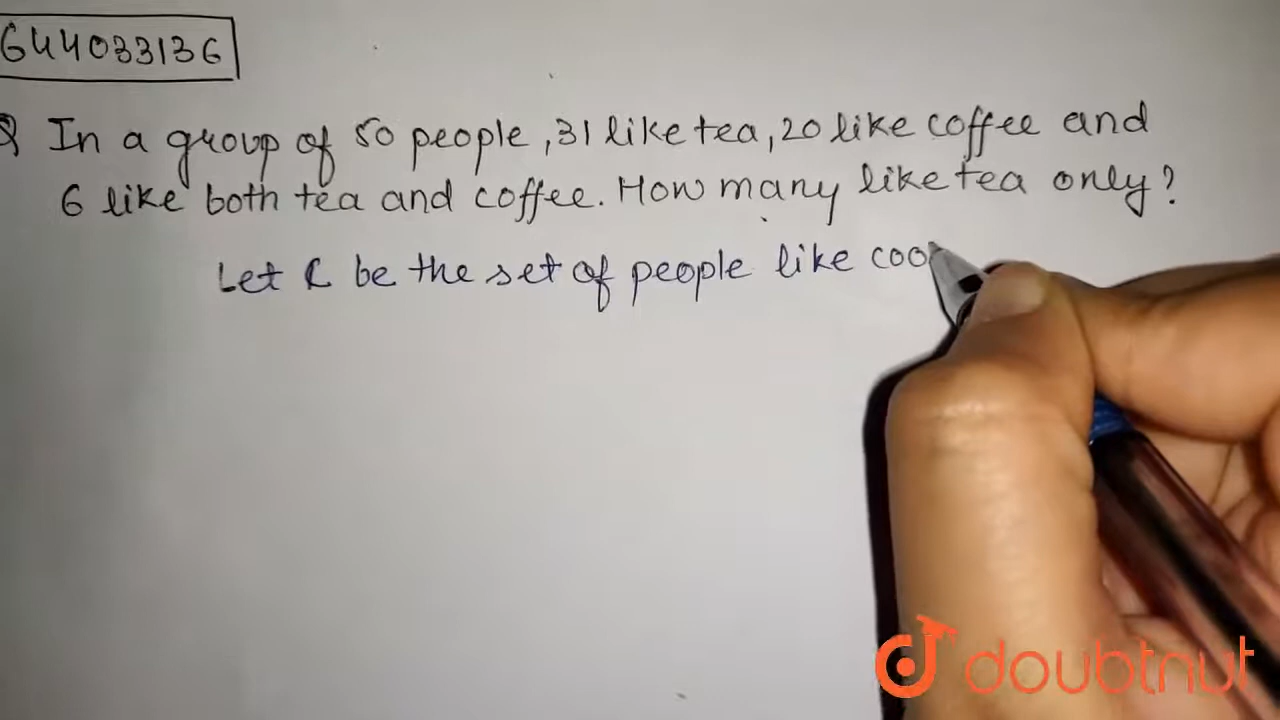 644033136
Q In a group of 50 people, 31 like tea, 20 like coffee and
6 like both tea and coffee. How many like tea only?
Let C be the set of people like coo
doubtnut